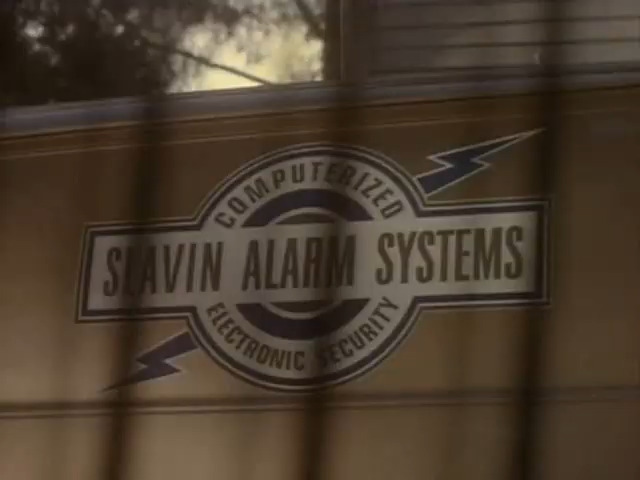 COMPUTERIZED
SLAVIN ALARM SYSTEMS
ELECTRONIC SECURITY